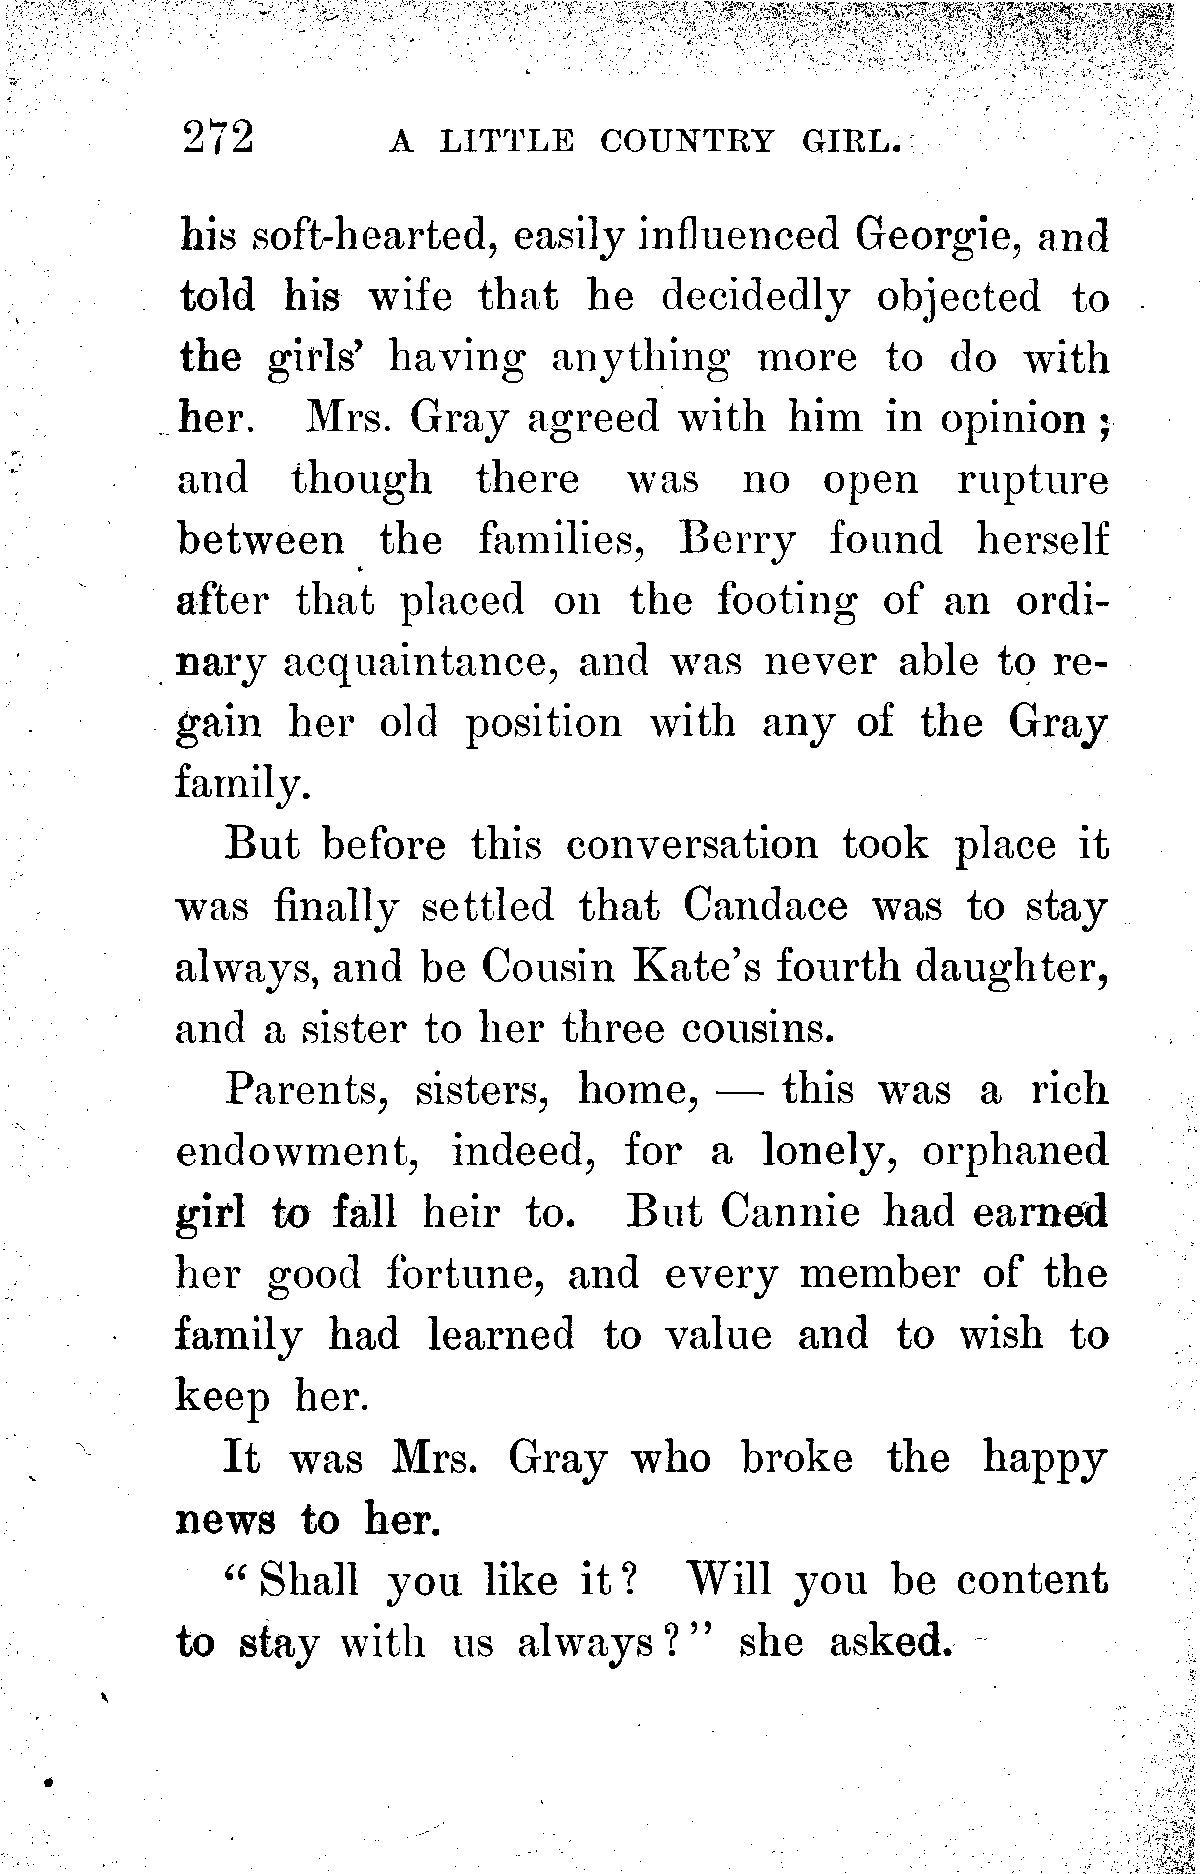 272 A LITTLE COUNTRY GIRL.
his soft-hearted, easily influenced Georgie, and
told his wife that he decidedly objected to
the girls' having anything more to do with
her. Mrs. Gray agreed with him in opinion;
and though there was no open rupture
between the families, Berry found herself
after that placed on the footing of an ordi-
nary acquaintance, and was never able to re-
gain her old position with any of the Gray
family.
But before this conversation took place it
was finally settled that Candace was to stay
always, and be Cousin Kate's fourth daughter,
and a sister to her three cousins.
Parents, sisters, home, — this was a rich
endowment, indeed, for a lonely, orphaned
girl to fall heir to. But Cannie had earned
her good fortune, and every member of the
family had learned to value and to wish to
keep her.
It was Mrs. Gray who broke the happy
news to her.
"Shall you like it? Will you be content
to stay with us always?" she asked.